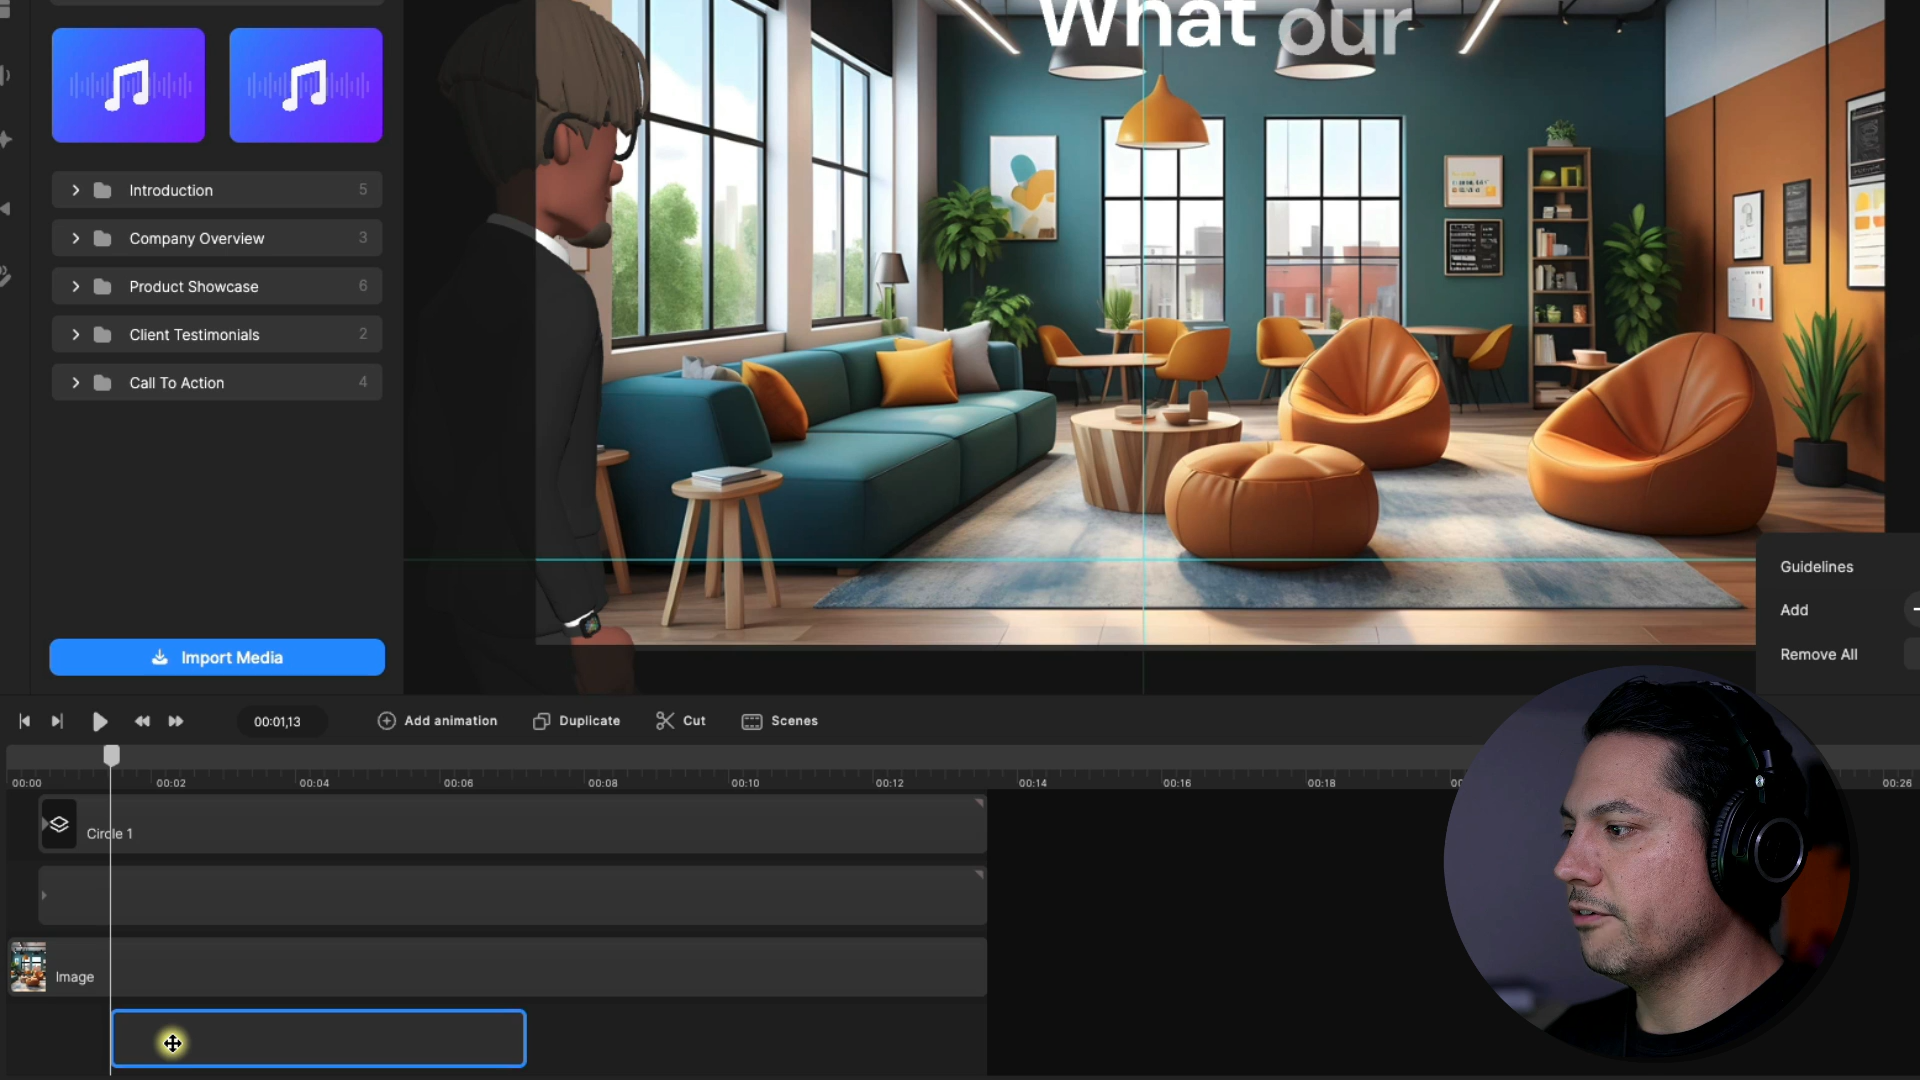 What our
Introduction 5
Company Overview 3
Product Showcase 6
Client Testimonials 2
Call To Action 4
Import Media
Guidelines
Add
Remove All
00:01,13
Add animation
Duplicate
Cut
Scenes
00:00 00:02 00:04 00:06 00:08 00:10 00:12 00:14 00:16 00:18 00:26
Circle 1
Image